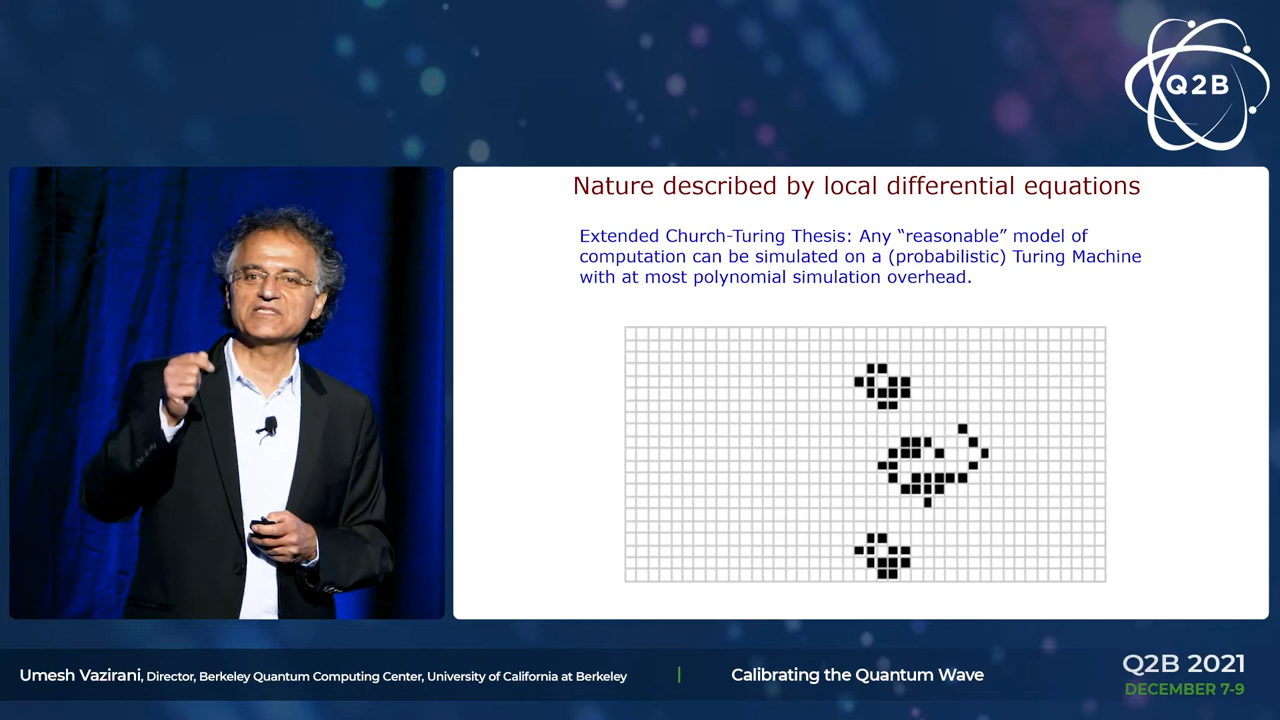 Q2B
Nature described by local differential equations
Extended Church-Turing Thesis: Any “reasonable” model of
computation can be simulated on a (probabilistic) Turing Machine
with at most polynomial simulation overhead.
Umesh Vazirani, Director, Berkeley Quantum Computing Center, University of California at Berkeley
Calibrating the Quantum Wave
Q2B 2021
DECEMBER 7-9